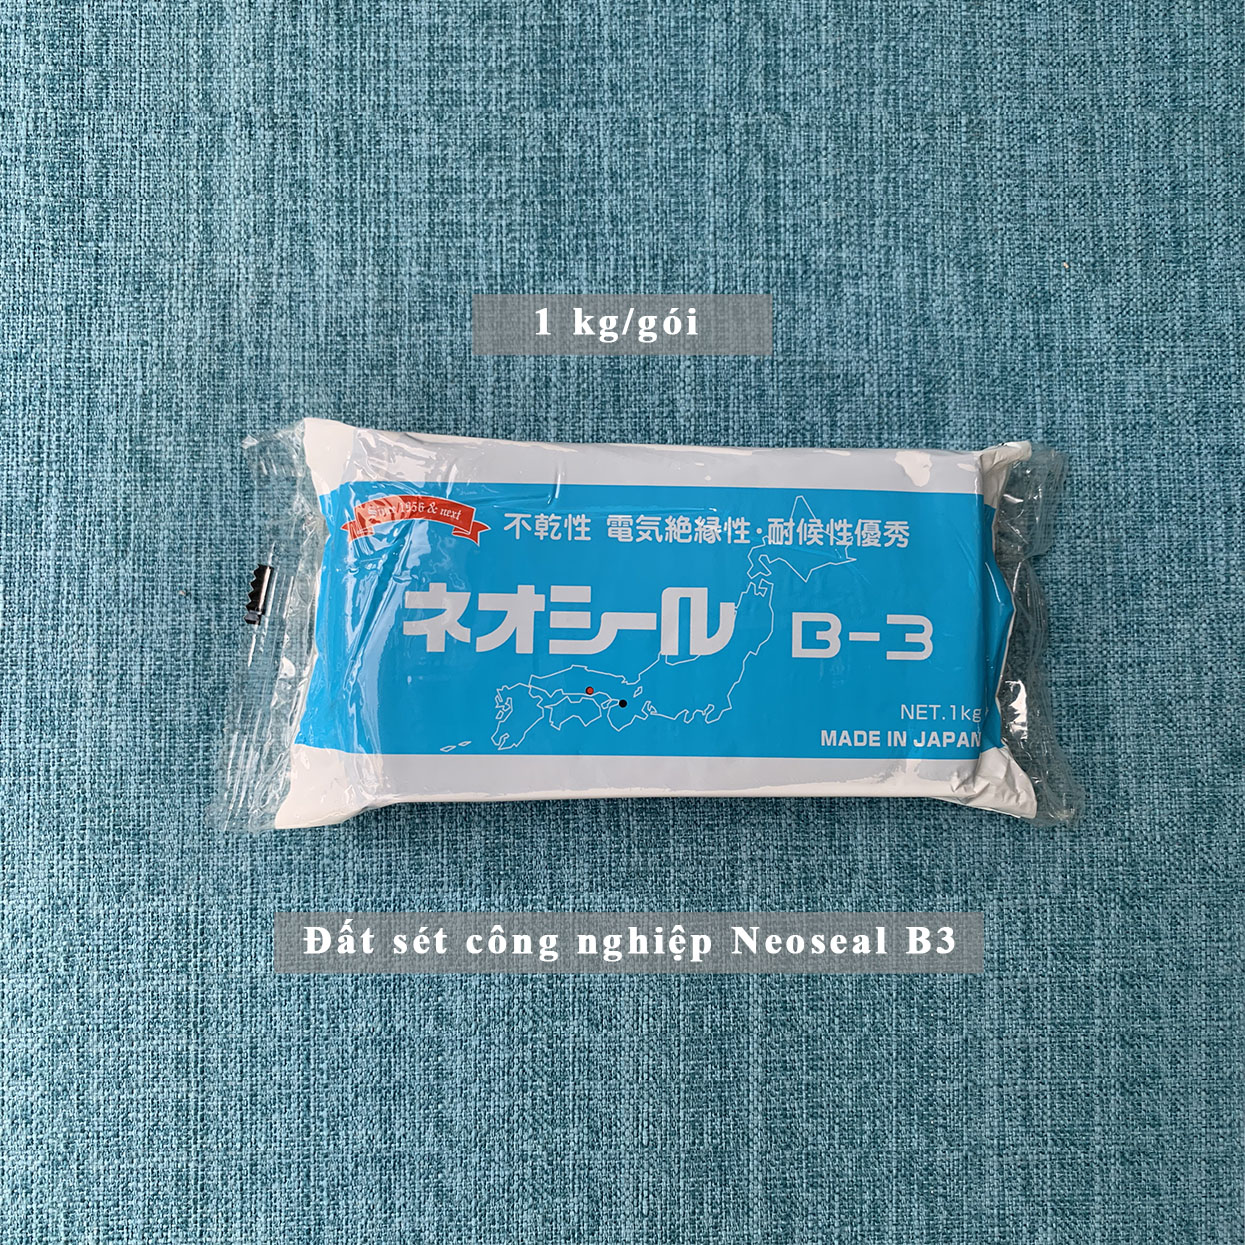 1 kg/gói
Since 1956 & next
不乾性 電気絶縁性・耐候性優秀
ネオシール B-3
NET.1kg
MADE IN JAPAN
Đất sét công nghiệp Neoseal B3